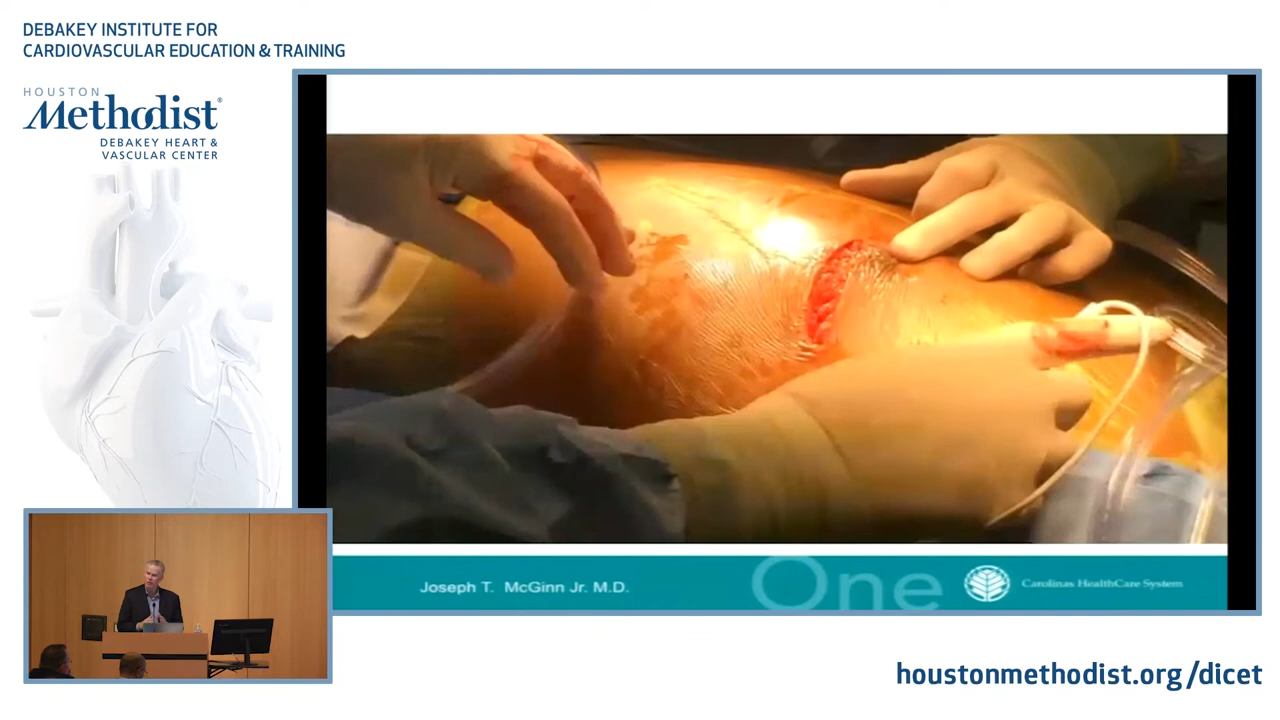 DEBAKEY INSTITUTE FOR
CARDIOVASCULAR EDUCATION & TRAINING
HOUSTON
Methodist®
DEBAKEY HEART &
VASCULAR CENTER
Joseph T. McGinn Jr. M.D.
One
Carolinas HealthCare System
houstonmethodist.org/dicet